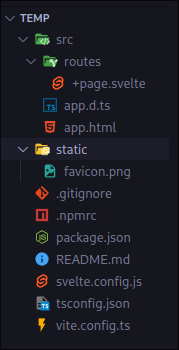 TEMP
src
routes
+page.svelte
app.d.ts
app.html
static
favicon.png
.gitignore
.npmrc
package.json
README.md
svelte.config.js
tsconfig.json
vite.config.ts